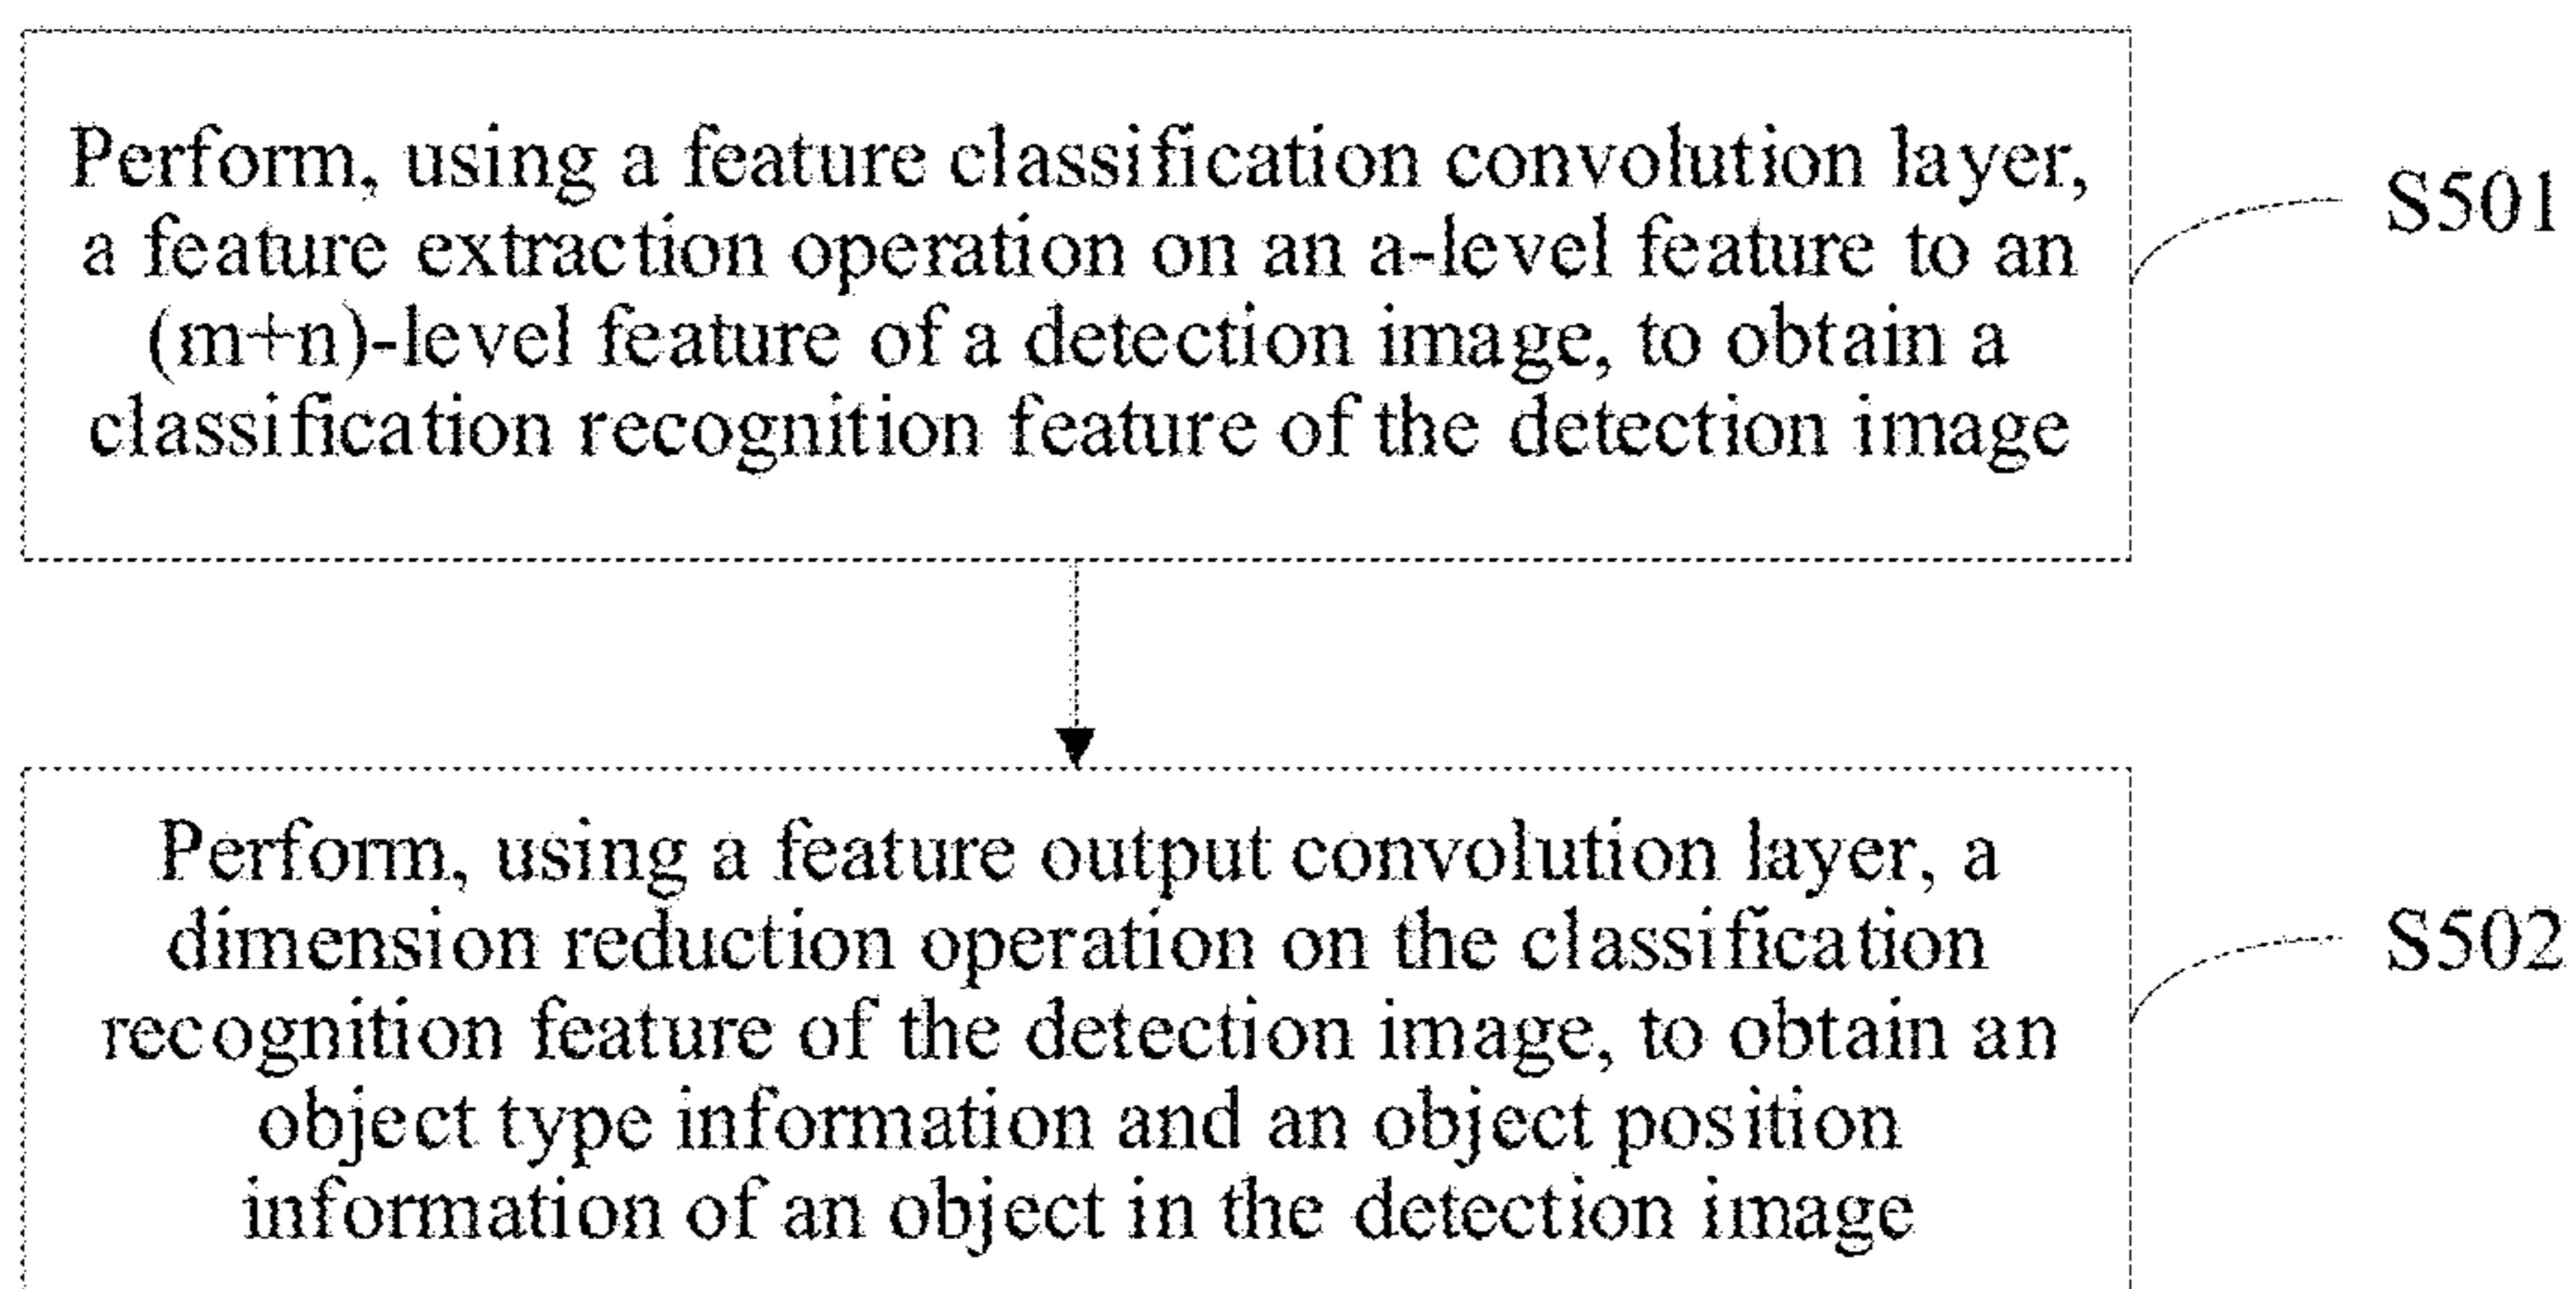 Perform, using a feature classification convolution layer,
a feature extraction operation on an a-level feature to an
(m+n)-level feature of a detection image, to obtain a
classification recognition feature of the detection image
S501
Perform, using a feature output convolution layer, a
dimension reduction operation on the classification
recognition feature of the detection image, to obtain an
object type information and an object position
information of an object in the detection image
S502